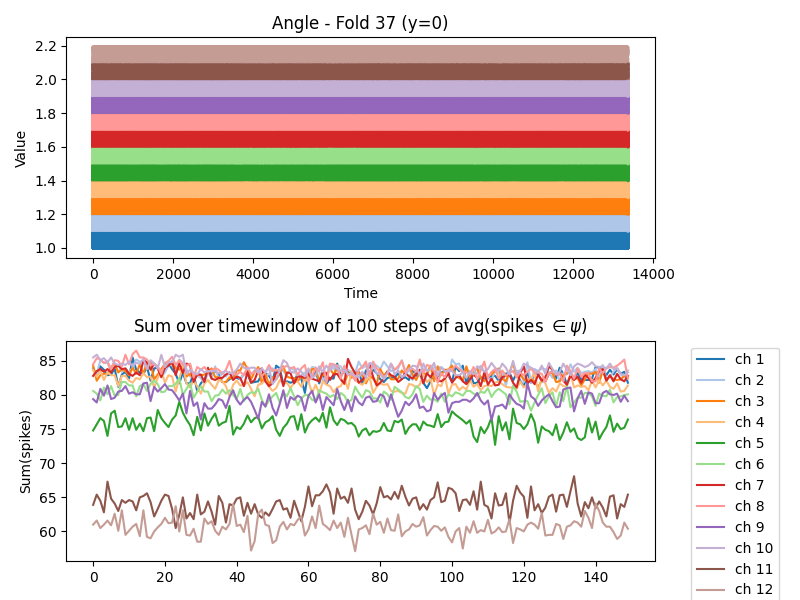 Angle - Fold 37 (y=0)
Value
2.2
2.0
1.8
1.6
1.4
1.2
1.0
0 2000 4000 6000 8000 10000 12000 14000
Time
Sum over timewindow of 100 steps of avg(spikes ∈ ψ)
Sum(spikes)
85
80
75
70
65
60
0 20 40 60 80 100 120 140
ch 1
ch 2
ch 3
ch 4
ch 5
ch 6
ch 7
ch 8
ch 9
ch 10
ch 11
ch 12